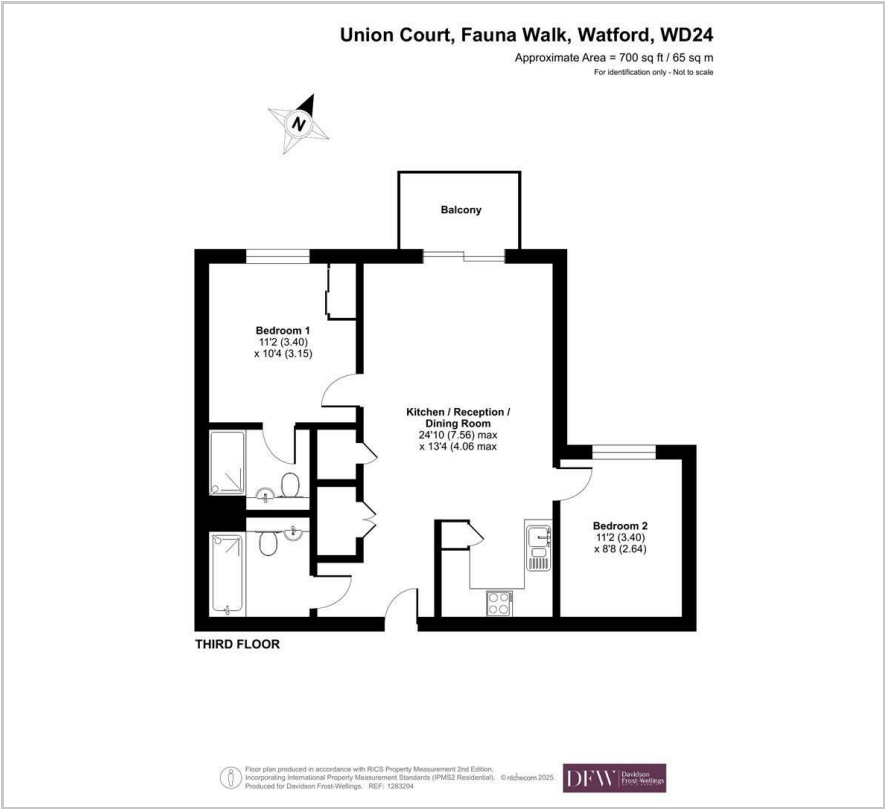 Union Court, Fauna Walk, Watford, WD24
Approximate Area = 700 sq ft / 65 sq m
For identification only - Not to scale
N
Balcony
Bedroom 1
11'2 (3.40)
x 10'4 (3.15)
Kitchen / Reception /
Dining Room
24'10 (7.56) max
x 13'4 (4.06 max
Bedroom 2
11'2 (3.40)
x 8'8 (2.64)
THIRD FLOOR
Floor plan produced in accordance with RICS Property Measurement 2nd Edition,
Incorporating International Property Measurement Standards (IPMS2 Residential). © nichecom 2025.
Produced for Davidson Frost-Wellings. REF: 1283204
DFW
Davidson
Frost-Wellings